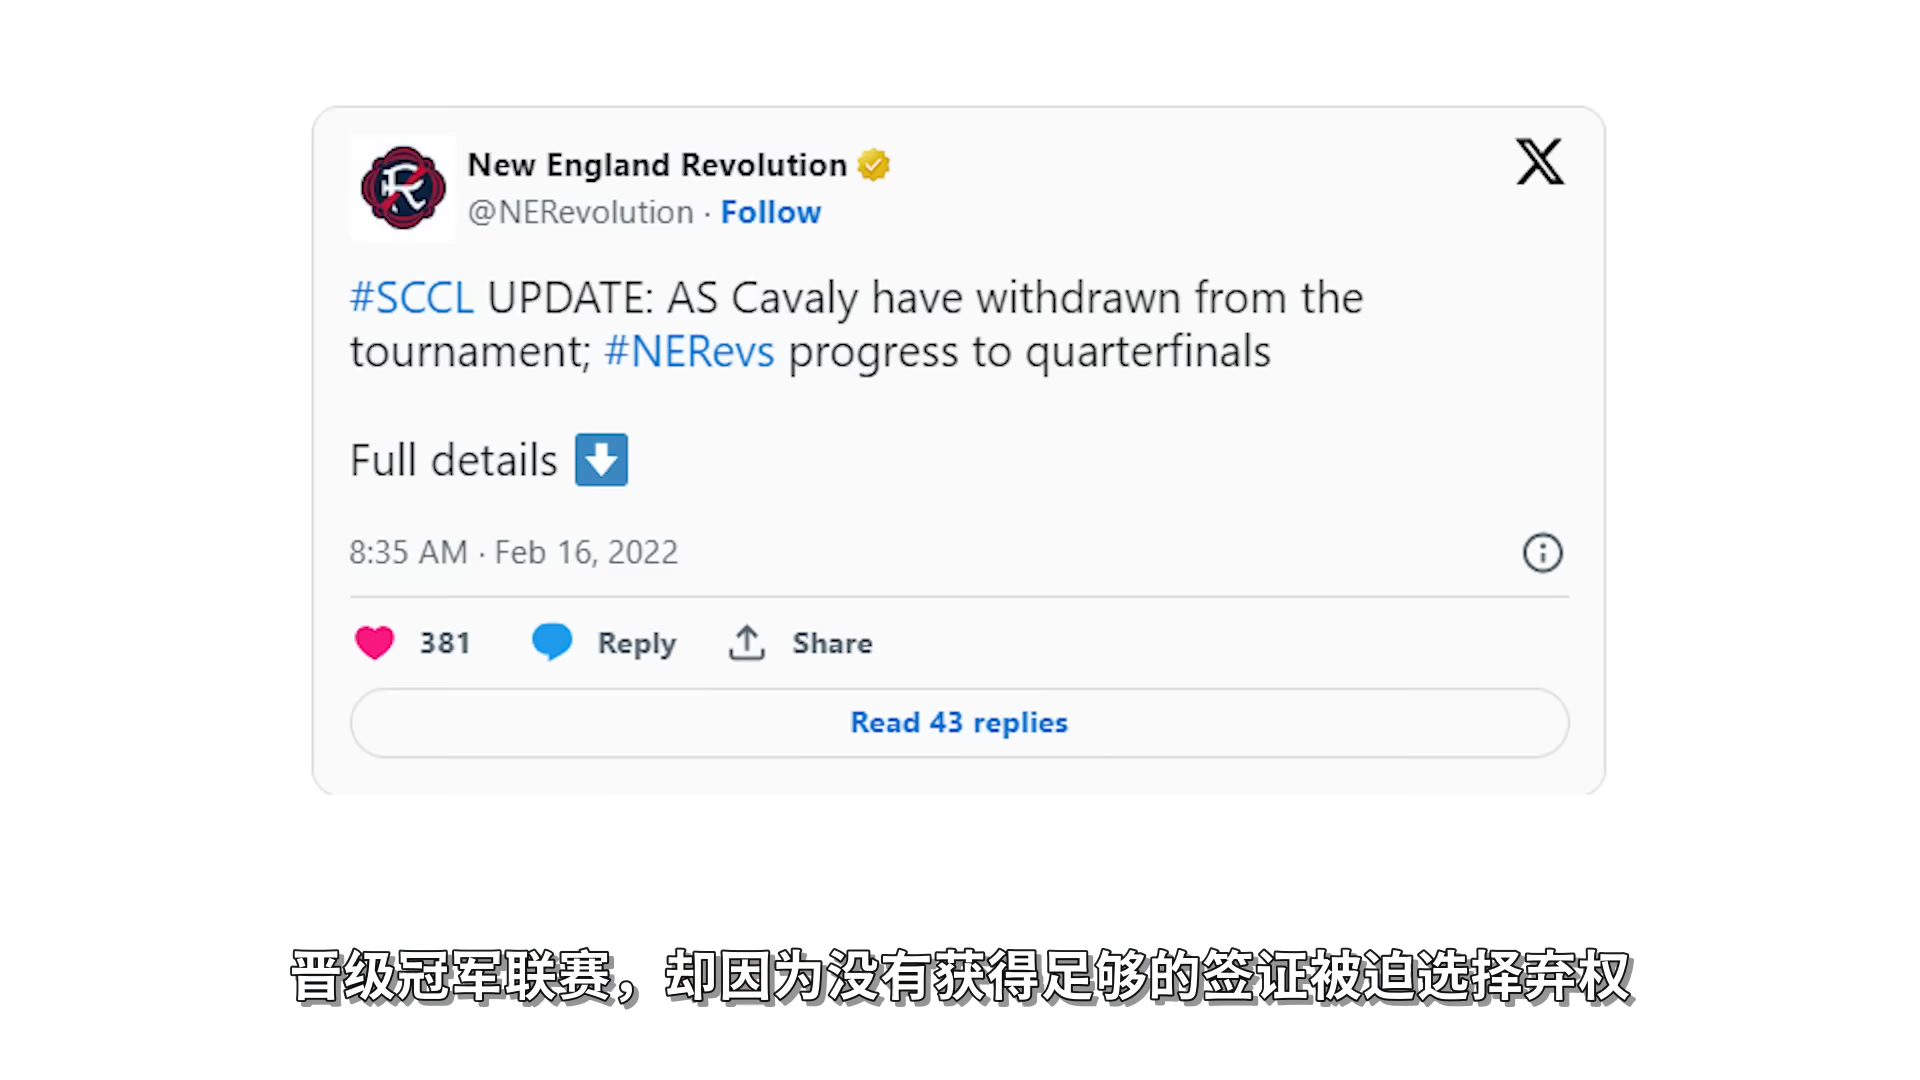 New England Revolution
@NERevolution · Follow
#SCCL UPDATE: AS Cavaly have withdrawn from the
tournament; #NERevs progress to quarterfinals
Full details ⬇️
8:35 AM · Feb 16, 2022
381 Reply Share
Read 43 replies
晋级冠军联赛，却因为没有获得足够的签证被迫选择弃权